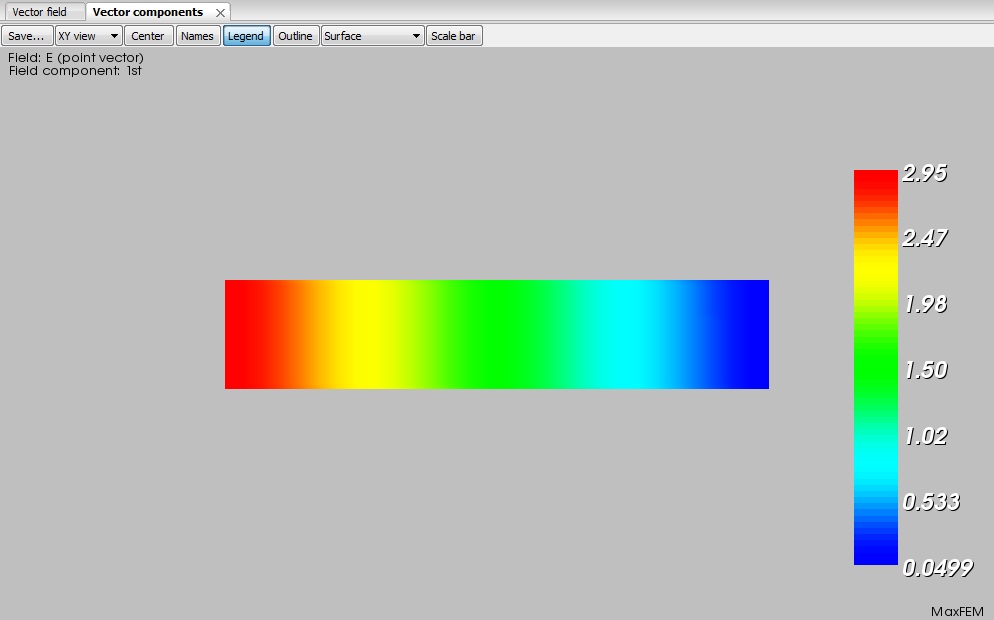 Vector field Vector components
Save... XY view Center Names Legend Outline Surface Scale bar
Field: E (point vector)
Field component: 1st
2.95
2.47
1.98
1.50
1.02
0.533
0.0499
MaxFEM